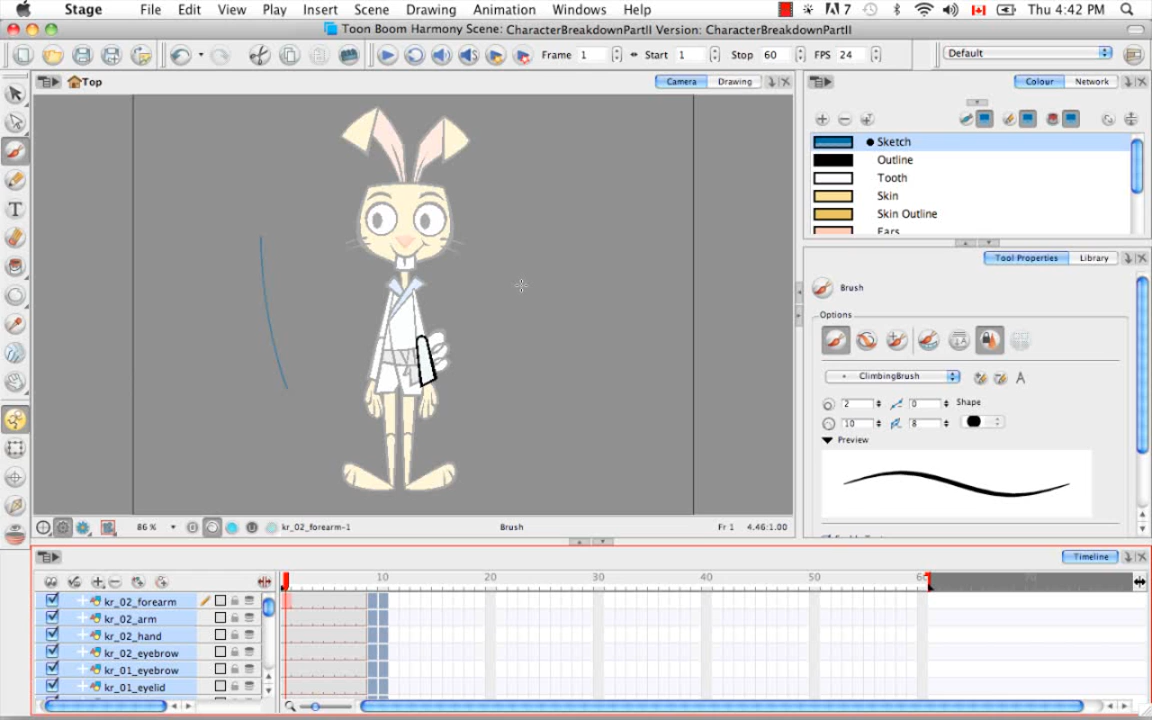 Stage File Edit View Play Insert Scene Drawing Animation Windows Help 7 Thu 4:42 PM
Toon Boom Harmony Scene: CharacterBreakdownPartII Version: CharacterBreakdownPartII
Frame 1 Start 1 Stop 60 FPS 24 Default
Top Camera Drawing Colour Network
Sketch
Outline
Tooth
Skin
Skin Outline
Ears
Tool Properties Library
Brush
Options
ClimbingBrush A
2 0 Shape
10 8
Preview
86 % kr_02_forearm-1 Brush Fr 1 4.46:1.00
Timeline
10 20 30 40 50 60 70
kr_02_forearm
kr_02_arm
kr_02_hand
kr_02_eyebrow
kr_01_eyebrow
kr_01_eyelid